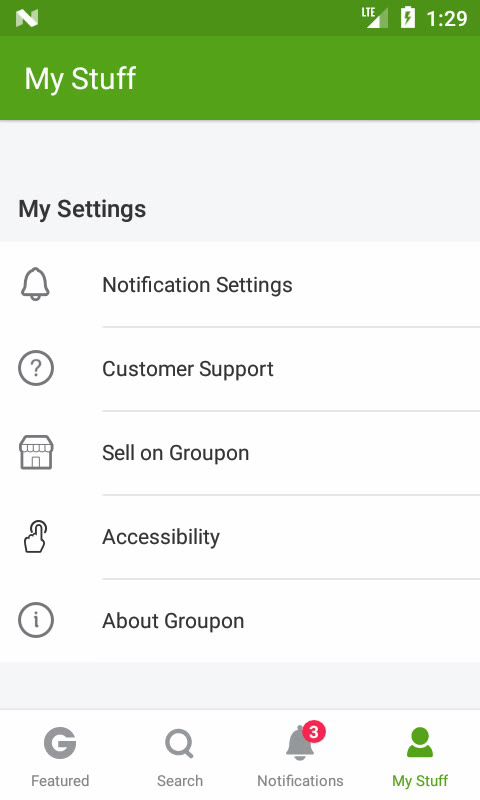 LTE 1:29
My Stuff
My Settings
Notification Settings
? Customer Support
Sell on Groupon
Accessibility
i About Groupon
3
Featured Search Notifications My Stuff